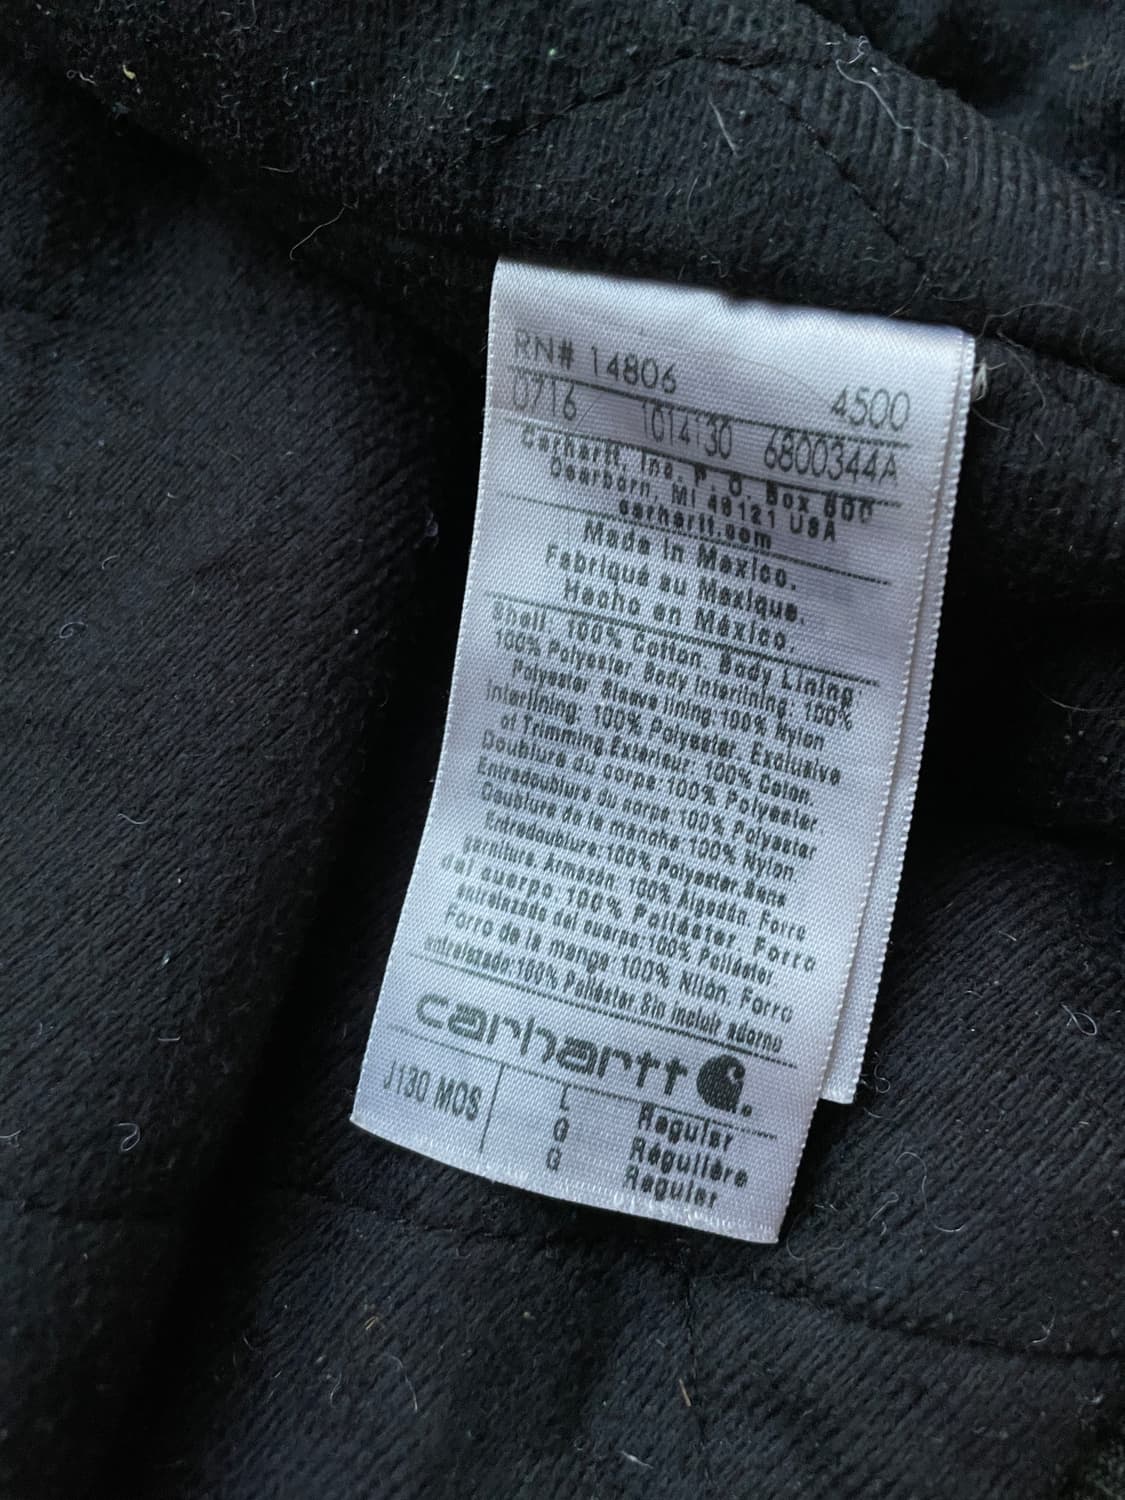 RN# 14806 4500
D716 1014130 6800344A
Carhartt, Inc. P. O. Box 600
Dearborn, MI 48121 USA
carhartt.com
Made in Mexico.
Fabriqué au Mexique.
Hecho en México.
Shell: 100% Cotton. Body Lining
100% Polyester. Body Interlining: 100%
Polyester Sleeve lining:100% Nylon
Interlining: 100% Polyester. Exclusive
of Trimming Extérieur: 100% Coton.
Doublure du corps:100% Polyester
Entredoublure du corps:100% Polyester
Doublure de la manche:100% Nylon
Entredoublure:100% Polyester.Sans
garniture. Armazón: 100% Algodón. Forro
del cuerpo: 100% Poliéster. Forro
entrelazado del cuerpo:100% Poliéster.
Forro de la manga: 100% Nilón. Forro
entrelazado:100% Poliéster Sin incluir adorno
carhartt
J130 MOS L Regular
G Régulière
G Regular